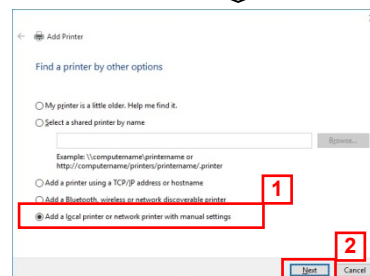 Add Printer
Find a printer by other options
My printer is a little older. Help me find it.
Select a shared printer by name
Browse...
Example: \\computername\printername or
http://computername/printers/printername/.printer
Add a printer using a TCP/IP address or hostname
1
Add a Bluetooth, wireless or network discoverable printer
Add a local printer or network printer with manual settings
2
Next Cancel